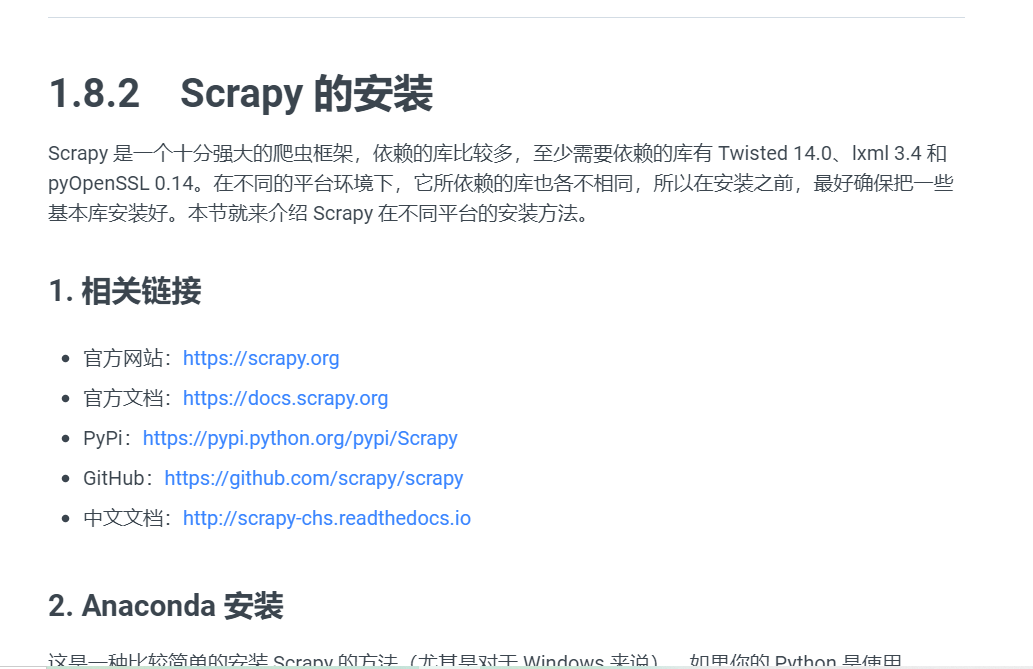 1.8.2 Scrapy 的安装
Scrapy 是一个十分强大的爬虫框架，依赖的库比较多，至少需要依赖的库有 Twisted 14.0、lxml 3.4 和
pyOpenSSL 0.14。在不同的平台环境下，它所依赖的库也各不相同，所以在安装之前，最好确保把一些
基本库安装好。本节就来介绍 Scrapy 在不同平台的安装方法。
1. 相关链接
• 官方网站：https://scrapy.org
• 官方文档：https://docs.scrapy.org
• PyPi：https://pypi.python.org/pypi/Scrapy
• GitHub：https://github.com/scrapy/scrapy
• 中文文档：http://scrapy-chs.readthedocs.io
2. Anaconda 安装
这是一种比较简单的安装 Scrapy 的方法（尤其是对于 Windows 来说），如果你的 Python 是使用